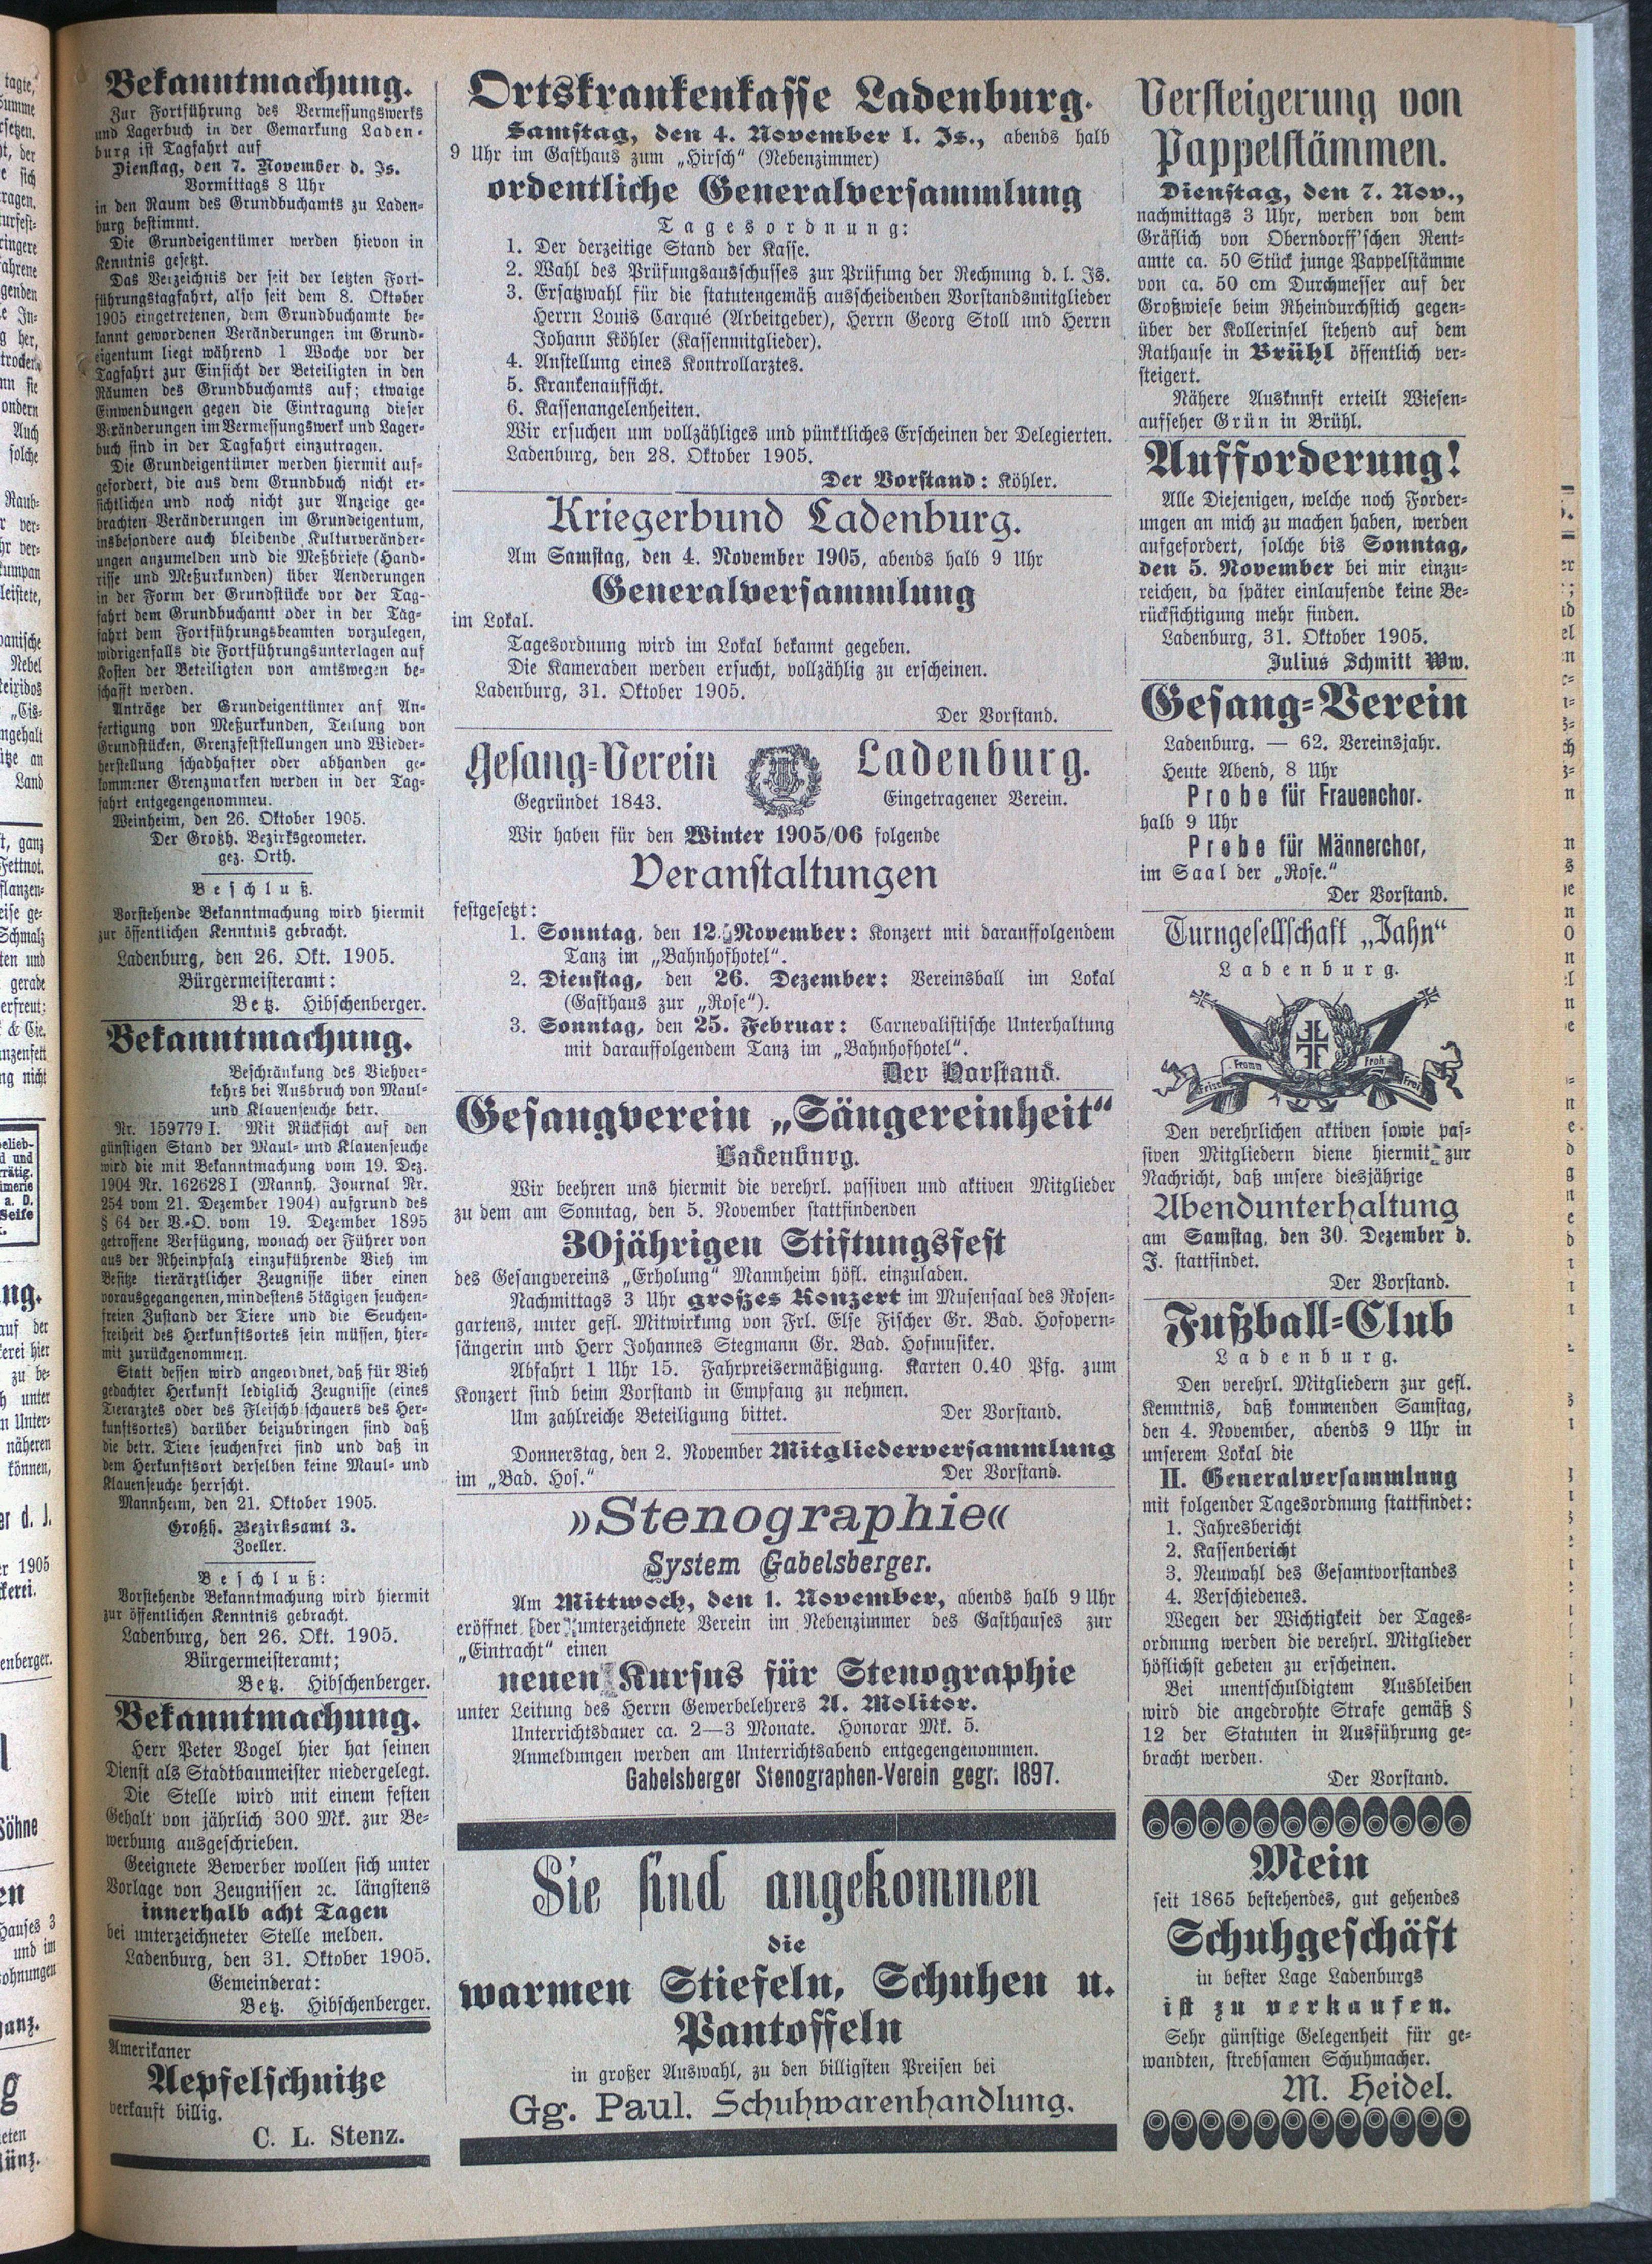 Bekanntmachung.
Zur Fortführung des Vermessungswerks
und Lagerbuch in der Gemarkung Laden-
burg ist Tagfahrt auf
Dienstag, den 7. November d. Js.
Vormittags 8 Uhr
in den Raum des Grundbuchamts zu Laden-
burg bestimmt.
Die Grundeigentümer werden hievon in
Kenntnis gesetzt.
Das Verzeichnis der seit der letzten Fort-
führungstagfahrt, also seit dem 8. Oktober
1905 eingetretenen, dem Grundbuchamte be-
kannt gewordenen Veränderungen im Grund-
eigentum liegt während 1 Woche vor der
Tagfahrt zur Einsicht der Beteiligten in den
Räumen des Grundbuchamts auf; etwaige
Einwendungen gegen die Eintragung dieser
Veränderungen im Vermessungswerk und Lager-
buch sind in der Tagfahrt einzutragen.
Die Grundeigentümer werden hiermit auf-
gefordert, die aus dem Grundbuch nicht er-
sichtlichen und noch nicht zur Anzeige ge-
brachten Veränderungen im Grundeigentum,
insbesondere auch bleibende Kulturveränder-
ungen anzumelden und die Meßbriefe (Hand-
risse und Meßurkunden) über Aenderungen
in der Form der Grundstücke vor der Tag-
fahrt dem Grundbuchamt oder in der Tag-
fahrt dem Fortführungsbeamten vorzulegen,
widrigenfalls die Fortführungsunterlagen auf
Kosten der Beteiligten von amtswegen be-
schafft werden.
Anträge der Grundeigentümer auf An-
fertigung von Meßurkunden, Teilung von
Grundstücken, Grenzfeststellungen und Wieder-
herstellung schadhafter oder abhanden ge-
kommener Grenzmarken werden in der Tag-
fahrt entgegengenommen.
Weinheim, den 26. Oktober 1905.
Der Großh. Bezirksgeometer.
gez. Orth.
Beschluß.
Vorstehende Bekanntmachung wird hiermit
zur öffentlichen Kenntnis gebracht.
Ladenburg, den 26. Okt. 1905.
Bürgermeisteramt:
Betz. Hibschenberger.
Bekanntmachung.
Beschränkung des Viehver-
kehrs bei Ausbruch von Maul-
und Klauenseuche betr.
Nr. 159779 I. Mit Rücksicht auf den
günstigen Stand der Maul- und Klauenseuche
wird die mit Bekanntmachung vom 19. Dez.
1904 Nr. 162628 I (Mannh. Journal Nr.
254 vom 21. Dezember 1904) aufgrund des
§ 64 der V.-O. vom 19. Dezember 1895
getroffene Verfügung, wonach der Führer von
aus der Rheinpfalz einzuführende Vieh im
Besitze tierärztlicher Zeugnisse über einen
vorausgegangenen, mindestens 5tägigen seuchen-
freien Zustand der Tiere und die Seuchen-
freiheit des Herkunftsortes sein müssen, hier-
mit zurückgenommen.
Statt dessen wird angeordnet, daß für Vieh
gedachter Herkunft lediglich Zeugnisse (eines
Tierarztes oder des Fleischb schauers des Her-
kunftsortes) darüber beizubringen sind daß
die betr. Tiere seuchenfrei sind und daß in
dem Herkunftsort derselben keine Maul- und
Klauenseuche herrscht.
Mannheim, den 21. Oktober 1905.
Großh. Bezirksamt 3.
Zoeller.
Beschluß:
Vorstehende Bekanntmachung wird hiermit
zur öffentlichen Kenntnis gebracht.
Ladenburg, den 26. Okt. 1905.
Bürgermeisteramt;
Betz. Hibschenberger.
Bekanntmachung.
Herr Peter Vogel hier hat seinen
Dienst als Stadtbaumeister niedergelegt.
Die Stelle wird mit einem festen
Gehalt von jährlich 300 Mk. zur Be-
werbung ausgeschrieben.
Geeignete Bewerber wollen sich unter
Vorlage von Zeugnissen ꝛc. längstens
innerhalb acht Tagen
bei unterzeichneter Stelle melden.
Ladenburg, den 31. Oktober 1905.
Gemeinderat:
Betz. Hibschenberger.
Amerikaner
Aepfelschnitze
verkauft billig.
C. L. Stenz.
Ortskrankenkasse Ladenburg.
Samstag, den 4. November l. Js., abends halb
9 Uhr im Gasthaus zum „Hirsch“ (Nebenzimmer)
ordentliche Generalversammlung
Tagesordnung:
1. Der derzeitige Stand der Kasse.
2. Wahl des Prüfungsausschusses zur Prüfung der Rechnung d. l. Js.
3. Ersatzwahl für die statutengemäß ausscheidenden Vorstandsmitglieder
Herrn Louis Carqué (Arbeitgeber), Herrn Georg Stoll und Herrn
Johann Köhler (Kassenmitglieder).
4. Anstellung eines Kontrollarztes.
5. Krankenaufsicht.
6. Kassenangelenheiten.
Wir ersuchen um vollzähliges und pünktliches Erscheinen der Delegierten.
Ladenburg, den 28. Oktober 1905.
Der Vorstand: Köhler.
Kriegerbund Ladenburg.
Am Samstag, den 4. November 1905, abends halb 9 Uhr
Generalversammlung
im Lokal.
Tagesordnung wird im Lokal bekannt gegeben.
Die Kameraden werden ersucht, vollzählig zu erscheinen.
Ladenburg, 31. Oktober 1905.
Der Vorstand.
Gesang-Verein Ladenburg.
Gegründet 1843. Eingetragener Verein.
Wir haben für den Winter 1905/06 folgende
Veranstaltungen
festgesetzt:
1. Sonntag, den 12. November: Konzert mit darauffolgendem
Tanz im „Bahnhofhotel“.
2. Dienstag, den 26. Dezember: Vereinsball im Lokal
(Gasthaus zur „Rose“).
3. Sonntag, den 25. Februar: Carnevalistische Unterhaltung
mit darauffolgendem Tanz im „Bahnhofhotel“.
Der Vorstand.
Gesangverein „Sängereinheit“
Ladenburg.
Wir beehren uns hiermit die verehrl. passiven und aktiven Mitglieder
zu dem am Sonntag, den 5. November stattfindenden
30jährigen Stiftungsfest
des Gesangvereins „Erholung“ Mannheim höfl. einzuladen.
Nachmittags 3 Uhr großes Konzert im Musensaal des Rosen-
gartens, unter gefl. Mitwirkung von Frl. Else Fischer Gr. Bad. Hofopern-
sängerin und Herr Johannes Stegmann Gr. Bad. Hofmusiker.
Abfahrt 1 Uhr 15. Fahrpreisermäßigung. Karten 0.40 Pfg. zum
Konzert sind beim Vorstand in Empfang zu nehmen.
Um zahlreiche Beteiligung bittet. Der Vorstand.
Donnerstag, den 2. November Mitgliederversammlung
im „Bad. Hof.“ Der Vorstand.
»Stenographie«
System Gabelsberger.
Am Mittwoch, den 1. November, abends halb 9 Uhr
eröffnet der unterzeichnete Verein im Nebenzimmer des Gasthauses zur
„Eintracht“ einen
neuen Kursus für Stenographie
unter Leitung des Herrn Gewerbelehrers A. Molitor.
Unterrichtsdauer ca. 2—3 Monate. Honorar Mk. 5.
Anmeldungen werden am Unterrichtsabend entgegengenommen.
Gabelsberger Stenographen-Verein gegr. 1897.
Sie sind angekommen
die
warmen Stiefeln, Schuhen u.
Pantoffeln
in großer Auswahl, zu den billigsten Preisen bei
Gg. Paul. Schuhwarenhandlung.
Versteigerung von
Pappelstämmen.
Dienstag, den 7. Nov.,
nachmittags 3 Uhr, werden von dem
Gräflich von Oberndorff'schen Rent-
amte ca. 50 Stück junge Pappelstämme
von ca. 50 cm Durchmesser auf der
Großwiese beim Rheindurchstich gegen-
über der Kollerinsel stehend auf dem
Rathause in Brühl öffentlich ver-
steigert.
Nähere Auskunft erteilt Wiesen-
aufseher Grün in Brühl.
Aufforderung!
Alle Diejenigen, welche noch Forder-
ungen an mich zu machen haben, werden
aufgefordert, solche bis Sonntag,
den 5. November bei mir einzu-
reichen, da später einlaufende keine Be-
rücksichtigung mehr finden.
Ladenburg, 31. Oktober 1905.
Julius Schmitt Ww.
Gesang-Verein
Ladenburg. — 62. Vereinsjahr.
Heute Abend, 8 Uhr
Probe für Frauenchor.
halb 9 Uhr
Probe für Männerchor,
im Saal der „Rose.“
Der Vorstand.
Turngesellschaft „Jahn“
Ladenburg.
Frisch Fromm Froh Frei
Den verehrlichen aktiven sowie pas-
siven Mitgliedern diene hiermit zur
Nachricht, daß unsere diesjährige
Abendunterhaltung
am Samstag, den 30. Dezember d.
J. stattfindet.
Der Vorstand.
Fußball-Club
Ladenburg.
Den verehrl. Mitgliedern zur gefl.
Kenntnis, daß kommenden Samstag,
den 4. November, abends 9 Uhr in
unserem Lokal die
II. Generalversammlung
mit folgender Tagesordnung stattfindet:
1. Jahresbericht
2. Kassenbericht
3. Neuwahl des Gesamtvorstandes
4. Verschiedenes.
Wegen der Wichtigkeit der Tages-
ordnung werden die verehrl. Mitglieder
höflichst gebeten zu erscheinen.
Bei unentschuldigtem Ausbleiben
wird die angedrohte Strafe gemäß §
12 der Statuten in Ausführung ge-
bracht werden.
Der Vorstand.
Mein
seit 1865 bestehendes, gut gehendes
Schuhgeschäft
in bester Lage Ladenburgs
ist zu verkaufen.
Sehr günstige Gelegenheit für ge-
wandten, strebsamen Schuhmacher.
M. Heidel.